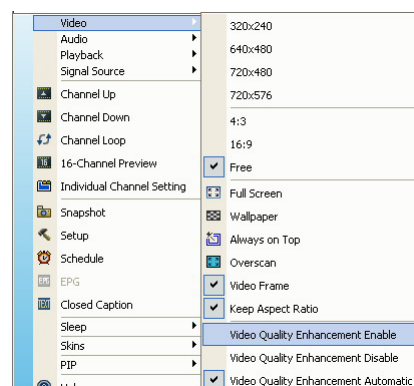 Video
Audio
Playback
Signal Source
Channel Up
Channel Down
Channel Loop
16-Channel Preview
Individual Channel Setting
Snapshot
Setup
Schedule
EPG
Closed Caption
Sleep
Skins
PIP
320x240
640x480
720x480
720x576
4:3
16:9
Free
Full Screen
Wallpaper
Always on Top
Overscan
Video Frame
Keep Aspect Ratio
Video Quality Enhancement Enable
Video Quality Enhancement Disable
Video Quality Enhancement Automatic